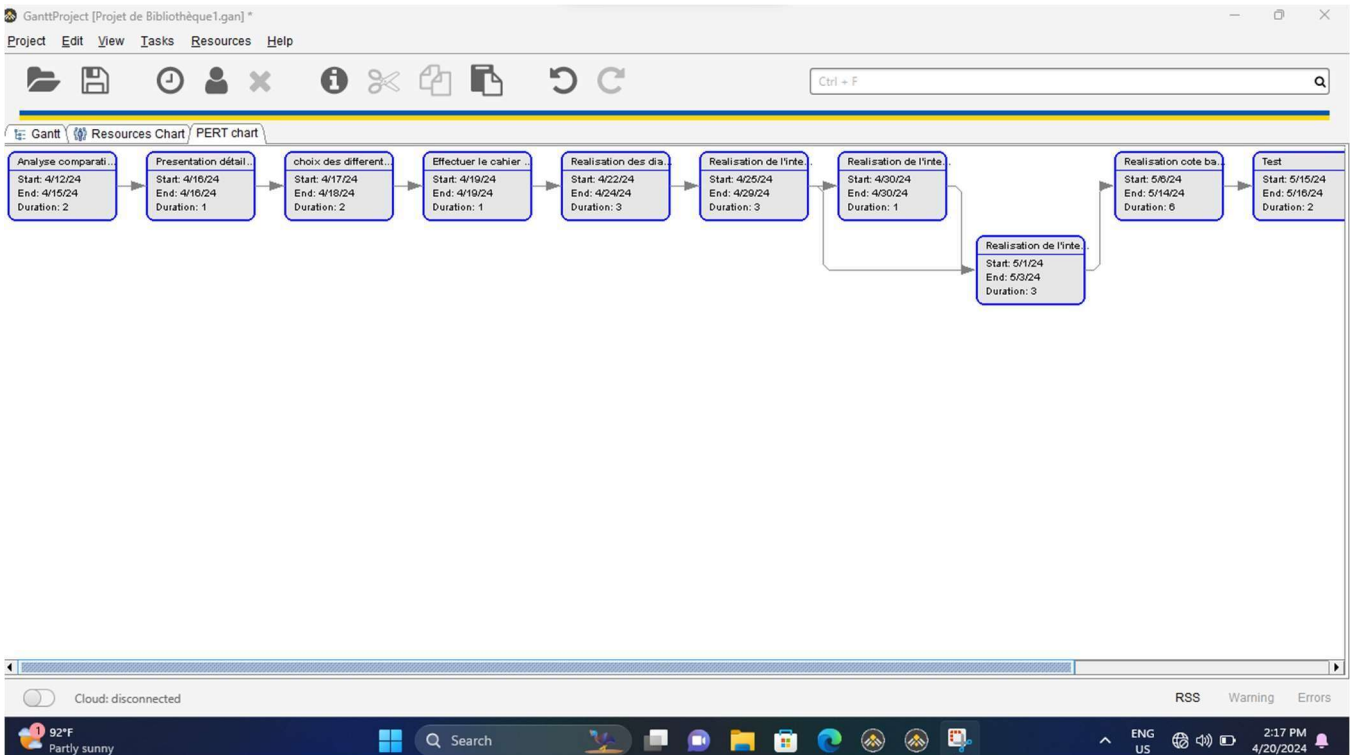 GanttProject [Projet de Bibliothèque1.gan] *
Project Edit View Tasks Resources Help
Ctrl + F
Gantt Resources Chart PERT chart
Analyse comparati...
Start: 4/12/24
End: 4/15/24
Duration: 2
Presentation détail...
Start: 4/16/24
End: 4/16/24
Duration: 1
choix des different...
Start: 4/17/24
End: 4/18/24
Duration: 2
Effectuer le cahier ...
Start: 4/19/24
End: 4/19/24
Duration: 1
Realisation des dia...
Start: 4/22/24
End: 4/24/24
Duration: 3
Realisation de l'inte...
Start: 4/25/24
End: 4/29/24
Duration: 3
Realisation de l'inte...
Start: 4/30/24
End: 4/30/24
Duration: 1
Realisation de l'inte...
Start: 5/1/24
End: 5/3/24
Duration: 3
Realisation cote ba...
Start: 5/6/24
End: 5/14/24
Duration: 6
Test
Start: 5/15/24
End: 5/16/24
Duration: 2
Cloud: disconnected
RSS Warning Errors
1
92°F
Partly sunny
Search
ENG
US
2:17 PM
4/20/2024